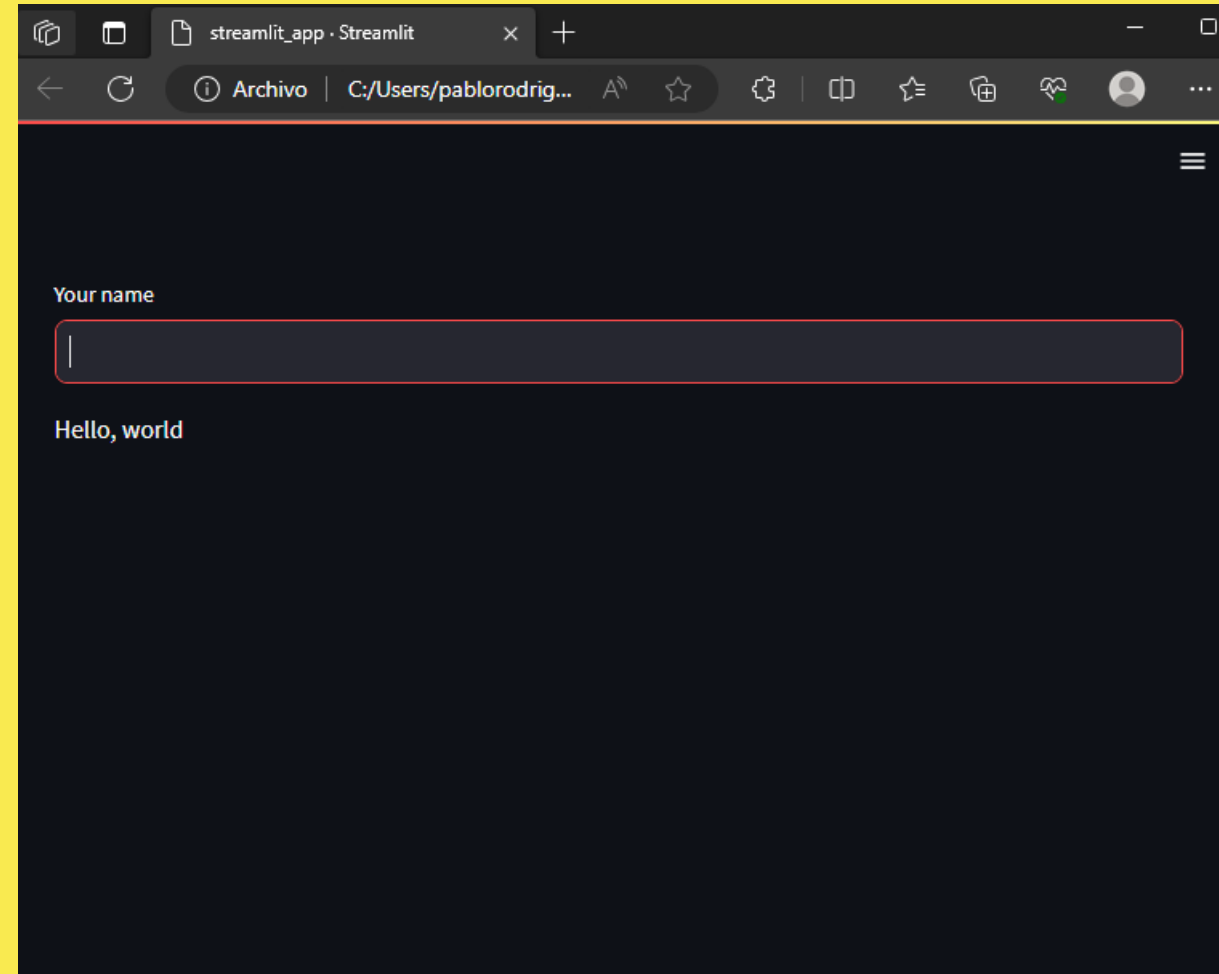 streamlit_app · Streamlit
Archivo | C:/Users/pablorodrig...
Your name
Hello, world